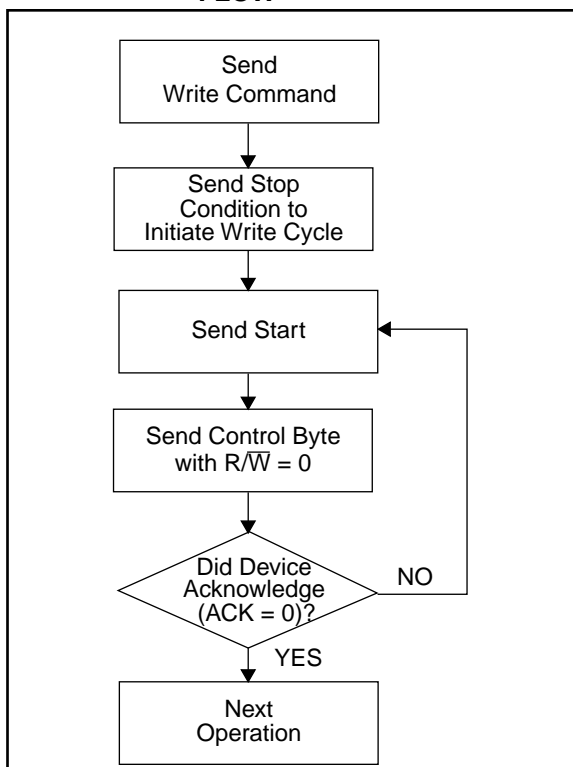 FLOW
Send
Write Command
Send Stop
Condition to
Initiate Write Cycle
Send Start
Send Control Byte
with R/W̅ = 0
Did Device
Acknowledge
(ACK = 0)?
NO
YES
Next
Operation